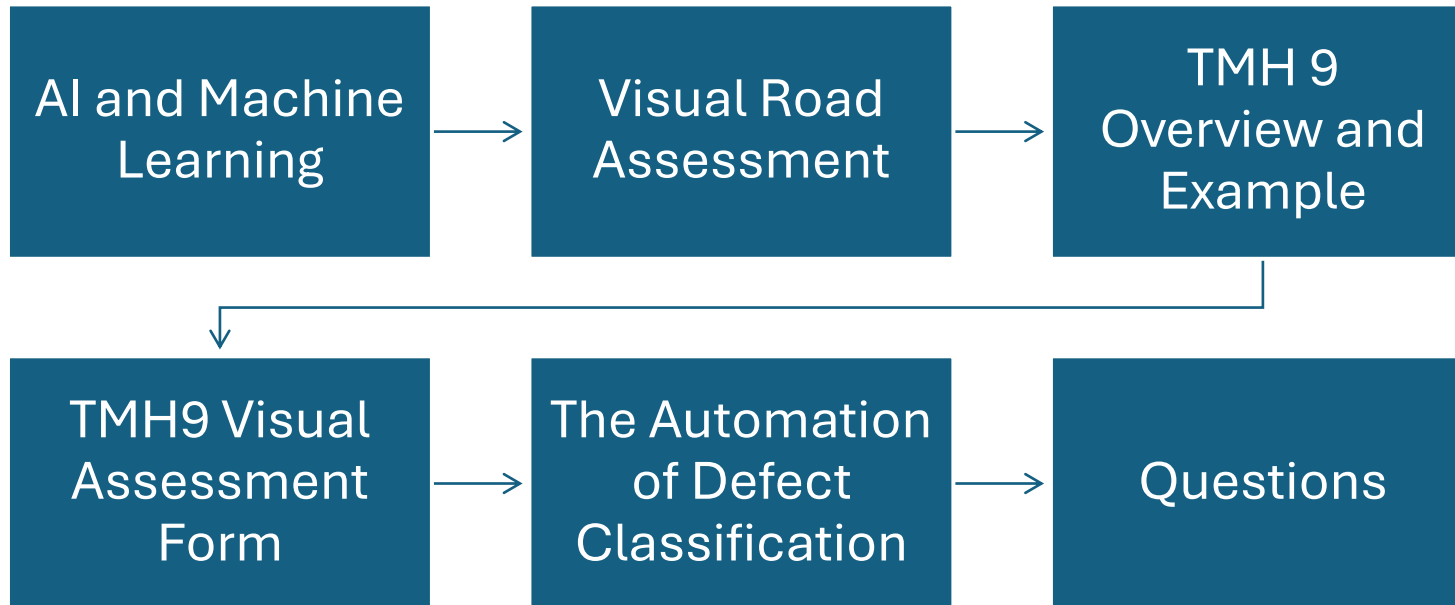 AI and Machine
Learning
Visual Road
Assessment
TMH 9
Overview and
Example
TMH9 Visual
Assessment
Form
The Automation
of Defect
Classification
Questions